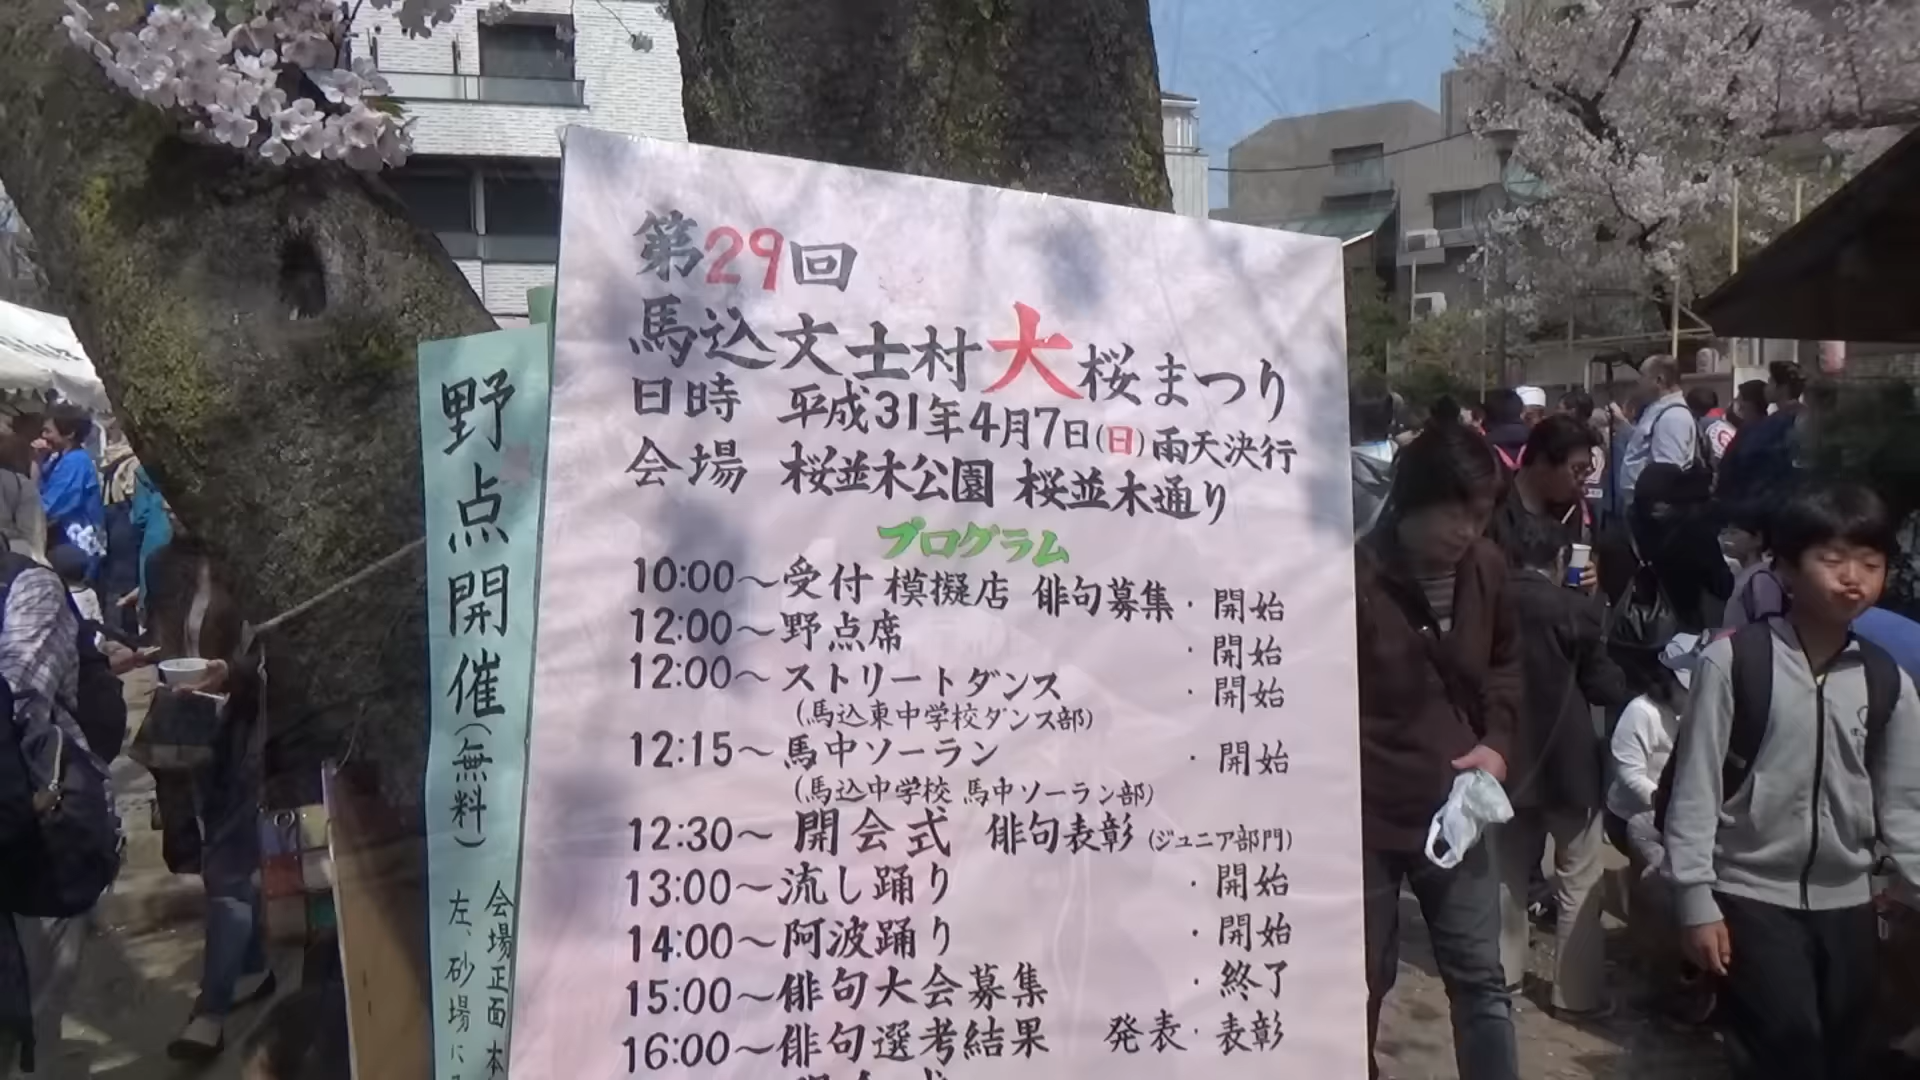 第29回
馬込文士村大桜まつり
日時 平成31年4月7日(日)雨天決行
会場 桜並木公園 桜並木通り
プログラム
10:00～受付 模擬店 俳句募集・開始
12:00～野点席・開始
12:00～ストリートダンス・開始
(馬込東中学校ダンス部)
12:15～馬中ソーラン・開始
(馬込中学校 馬中ソーラン部)
12:30～開会式 俳句表彰(ジュニア部門)
13:00～流し踊り・開始
14:00～阿波踊り・開始
15:00～俳句大会募集・終了
16:00～俳句選考結果 発表・表彰
野点開催(無料)
会場正面 本
左、砂場に